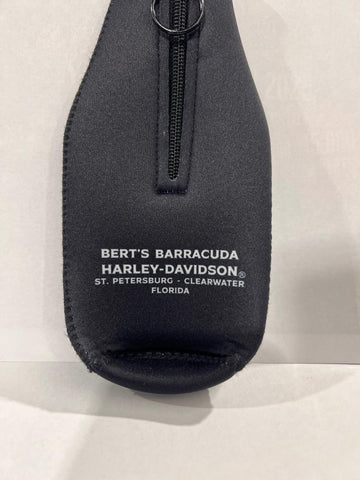 BERT'S BARRACUDA
HARLEY-DAVIDSON®
ST. PETERSBURG - CLEARWATER
FLORIDA